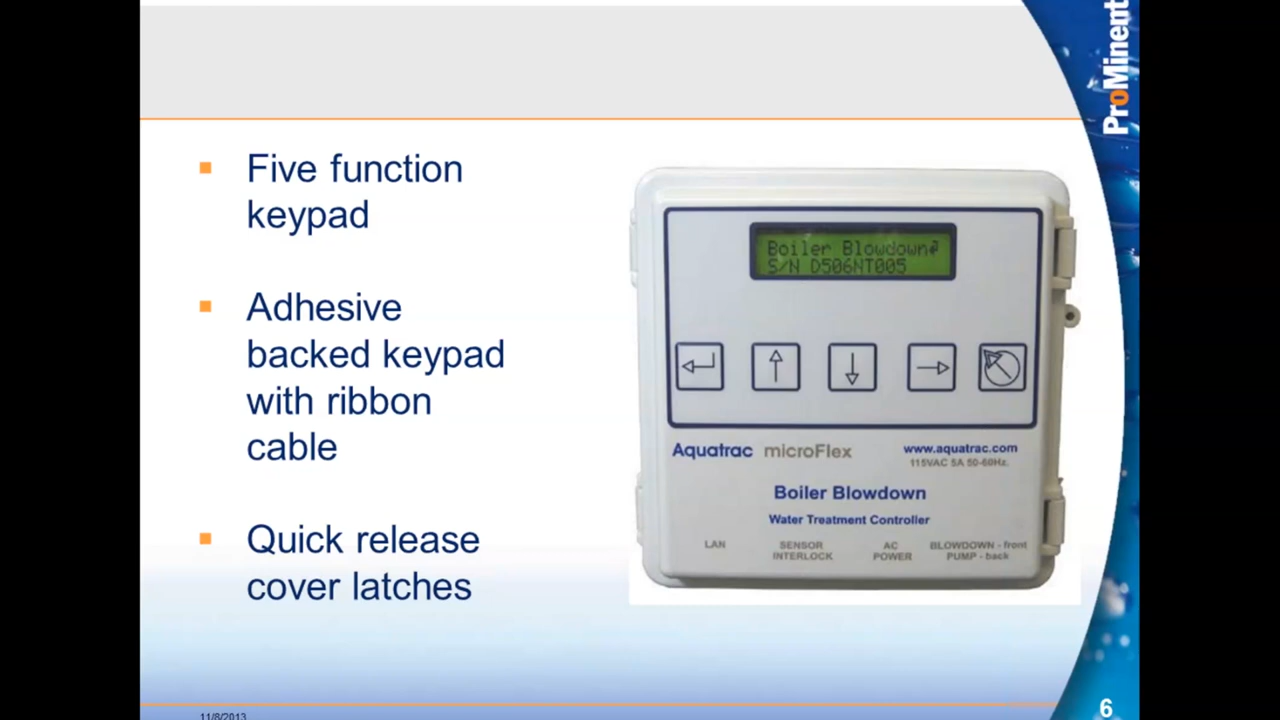 ProMinent
Five function
keypad
Adhesive
backed keypad
with ribbon
cable
Quick release
cover latches
Boiler Blowdown
S/N D506NT005
Aquatrac microFlex
www.aquatrac.com
115VAC 5A 50-60Hz.
Boiler Blowdown
Water Treatment Controller
LAN
SENSOR
INTERLOCK
AC
POWER
BLOWDOWN - front
PUMP - back
11/8/2013
6